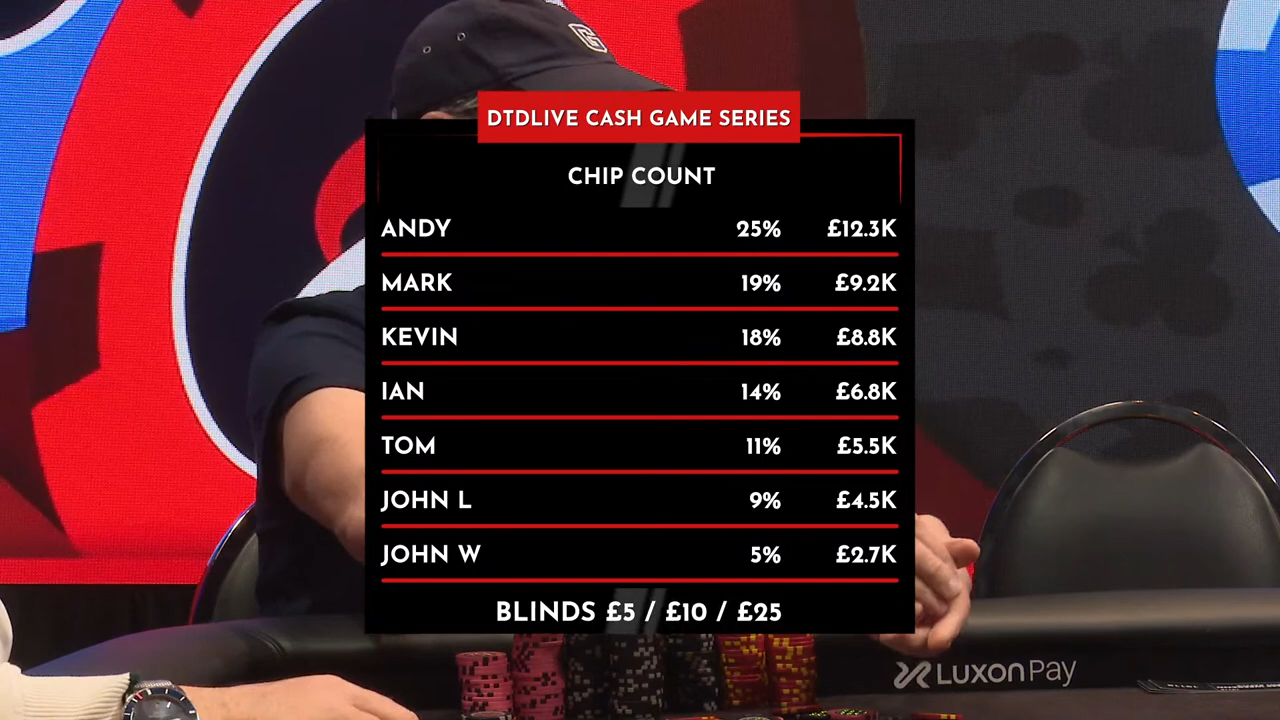 DTDLIVE CASH GAME SERIES
CHIP COUNT
ANDY 25% £12.3K
MARK 19% £9.2K
KEVIN 18% £8.8K
IAN 14% £6.8K
TOM 11% £5.5K
JOHN L 9% £4.5K
JOHN W 5% £2.7K
BLINDS £5 / £10 / £25
LUXON PAY